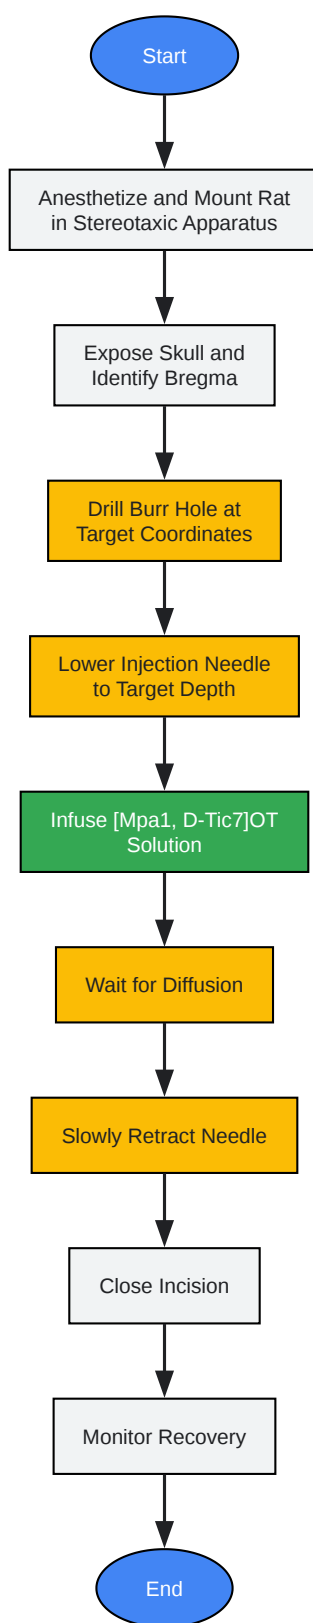 Start
Anesthetize and Mount Rat
in Stereotaxic Apparatus
Expose Skull and
Identify Bregma
Drill Burr Hole at
Target Coordinates
Lower Injection Needle
to Target Depth
Infuse [Mpa1, D-Tic7]OT
Solution
Wait for Diffusion
Slowly Retract Needle
Close Incision
Monitor Recovery
End